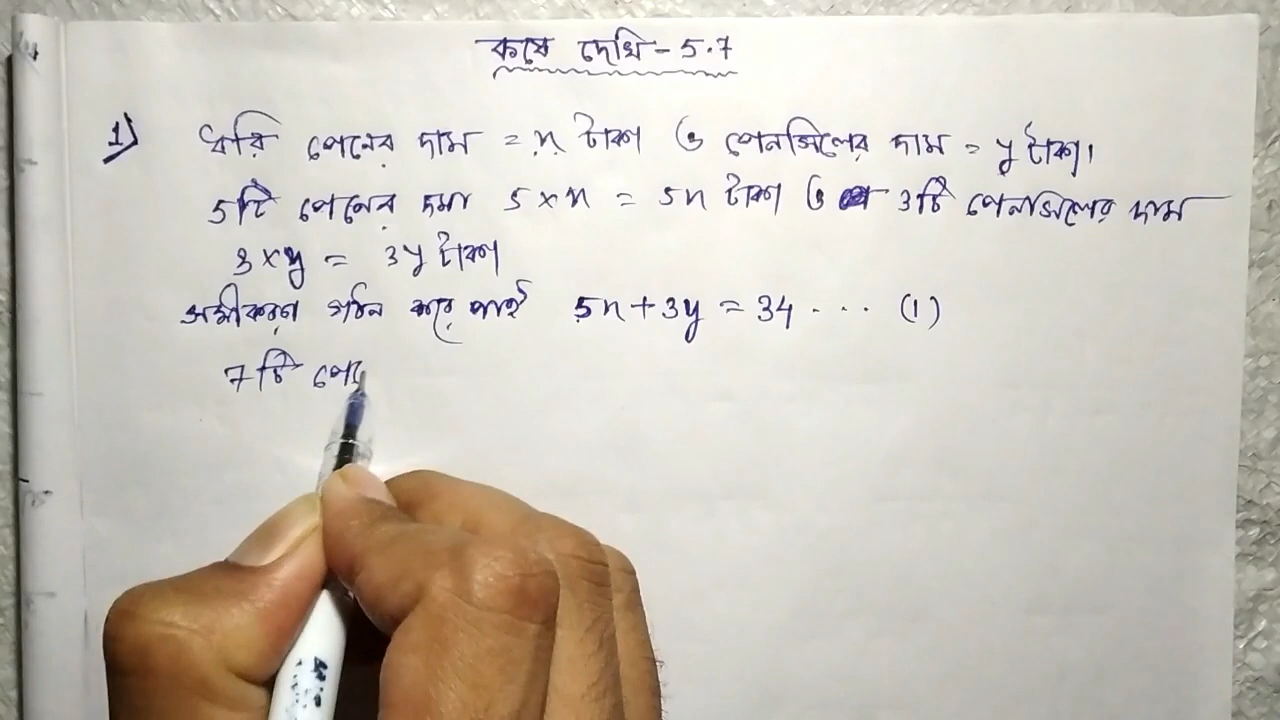 কষে দেখি - 5.7
1) ধরি পেনের দাম = x টাকা ও পেনসিলের দাম = y টাকা।
5টি পেনের দাম 5 × x = 5x টাকা ও 3টি পেনসিলের দাম
3 × y = 3y টাকা
সমীকরণ গঠন করে পাই 5x + 3y = 34 . . . (1)
7টি পে